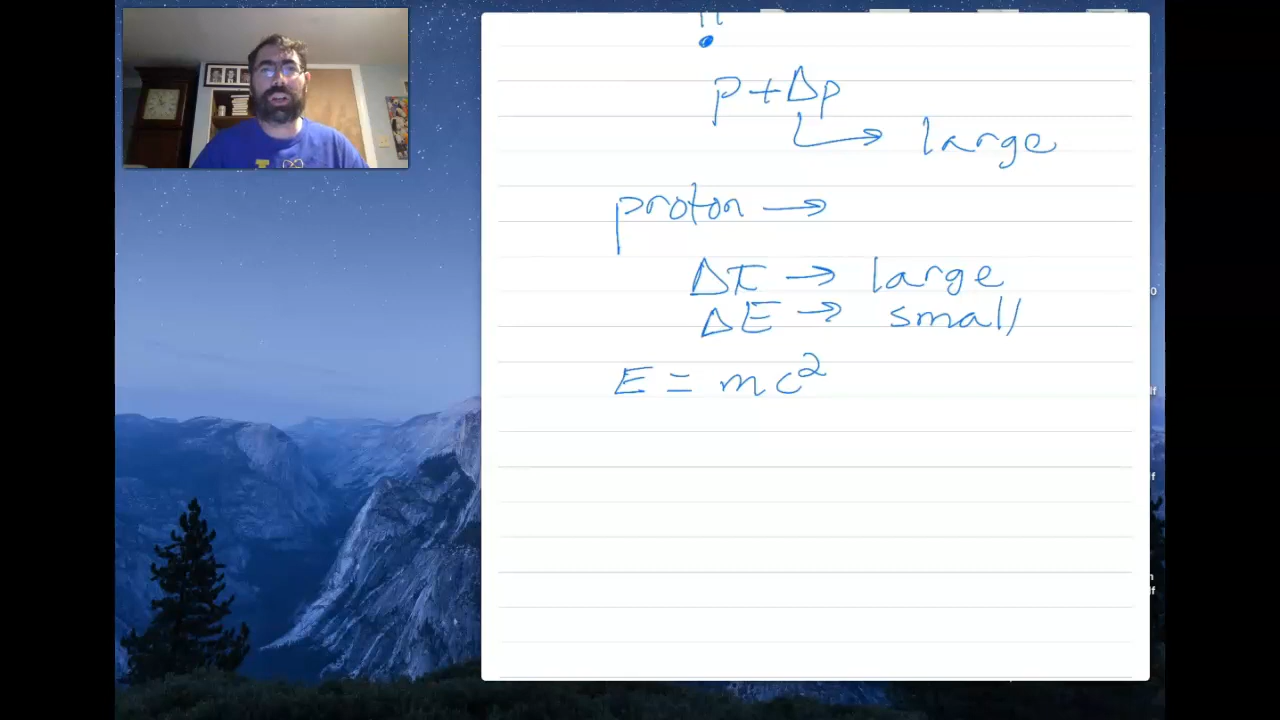 p + Δp
↳ large
proton →
Δτ → large
ΔE → small
E = mc²